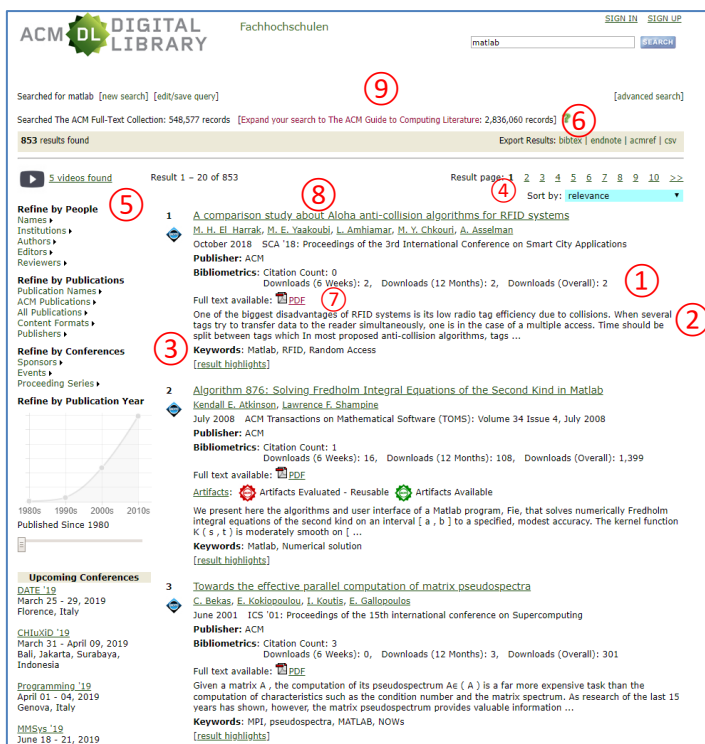 ACM DL DIGITAL LIBRARY
Fachhochschulen
SIGN IN SIGN UP
matlab SEARCH
9
Searched for matlab [new search] [edit/save query] [advanced search]
Searched The ACM Full-Text Collection: 548,577 records [Expand your search to The ACM Guide to Computing Literature: 2,836,060 records] ? 6
853 results found Export Results: bibtex | endnote | acmref | csv
5 videos found Result 1 – 20 of 853 Result page: 1 2 3 4 5 6 7 8 9 10 >>
4 Sort by: relevance
5
Refine by People
Names
Institutions
Authors
Editors
Reviewers
Refine by Publications
Publication Names
ACM Publications
All Publications
Content Formats
Publishers
Refine by Conferences
Sponsors
Events
Proceeding Series
Refine by Publication Year
1980s 1990s 2000s 2010s
Published Since 1980
Upcoming Conferences
DATE '19
March 25 - 29, 2019
Florence, Italy
CHIuXiD '19
March 31 - April 09, 2019
Bali, Jakarta, Surabaya,
Indonesia
Programming '19
April 01 - 04, 2019
Genova, Italy
MMSys '19
June 18 - 21, 2019
8
1 A comparison study about Aloha anti-collision algorithms for RFID systems
M. H. El Harrak, M. E. Yaakoubi, L. Amhiamar, M. Y. Chkouri, A. Asselman
October 2018 SCA '18: Proceedings of the 3rd International Conference on Smart City Applications
Publisher: ACM
Bibliometrics: Citation Count: 0
Downloads (6 Weeks): 2, Downloads (12 Months): 2, Downloads (Overall): 2 1
Full text available: PDF 7
One of the biggest disadvantages of RFID systems is its low radio tag efficiency due to collisions. When several 2
tags try to transfer data to the reader simultaneously, one is in the case of a multiple access. Time should be
split between tags which In most proposed anti-collision algorithms, tags ...
3 Keywords: Matlab, RFID, Random Access
[result highlights]
2 Algorithm 876: Solving Fredholm Integral Equations of the Second Kind in Matlab
Kendall E. Atkinson, Lawrence F. Shampine
July 2008 ACM Transactions on Mathematical Software (TOMS): Volume 34 Issue 4, July 2008
Publisher: ACM
Bibliometrics: Citation Count: 1
Downloads (6 Weeks): 16, Downloads (12 Months): 108, Downloads (Overall): 1,399
Full text available: PDF
Artifacts: Artifacts Evaluated - Reusable Artifacts Available
We present here the algorithms and user interface of a Matlab program, Fie, that solves numerically Fredholm
integral equations of the second kind on an interval [ a , b ] to a specified, modest accuracy. The kernel function
K ( s , t ) is moderately smooth on [ ...
Keywords: Matlab, Numerical solution
[result highlights]
3 Towards the effective parallel computation of matrix pseudospectra
C. Bekas, E. Kokiopoulou, I. Koutis, E. Gallopoulos
June 2001 ICS '01: Proceedings of the 15th international conference on Supercomputing
Publisher: ACM
Bibliometrics: Citation Count: 3
Downloads (6 Weeks): 0, Downloads (12 Months): 3, Downloads (Overall): 301
Full text available: PDF
Given a matrix A , the computation of its pseudospectrum Aε ( A ) is a far more expensive task than the
computation of characteristics such as the condition number and the matrix spectrum. As research of the last 15
years has shown, however, the matrix pseudospectrum provides valuable information ...
Keywords: MPI, pseudospectra, MATLAB, NOWs
[result highlights]